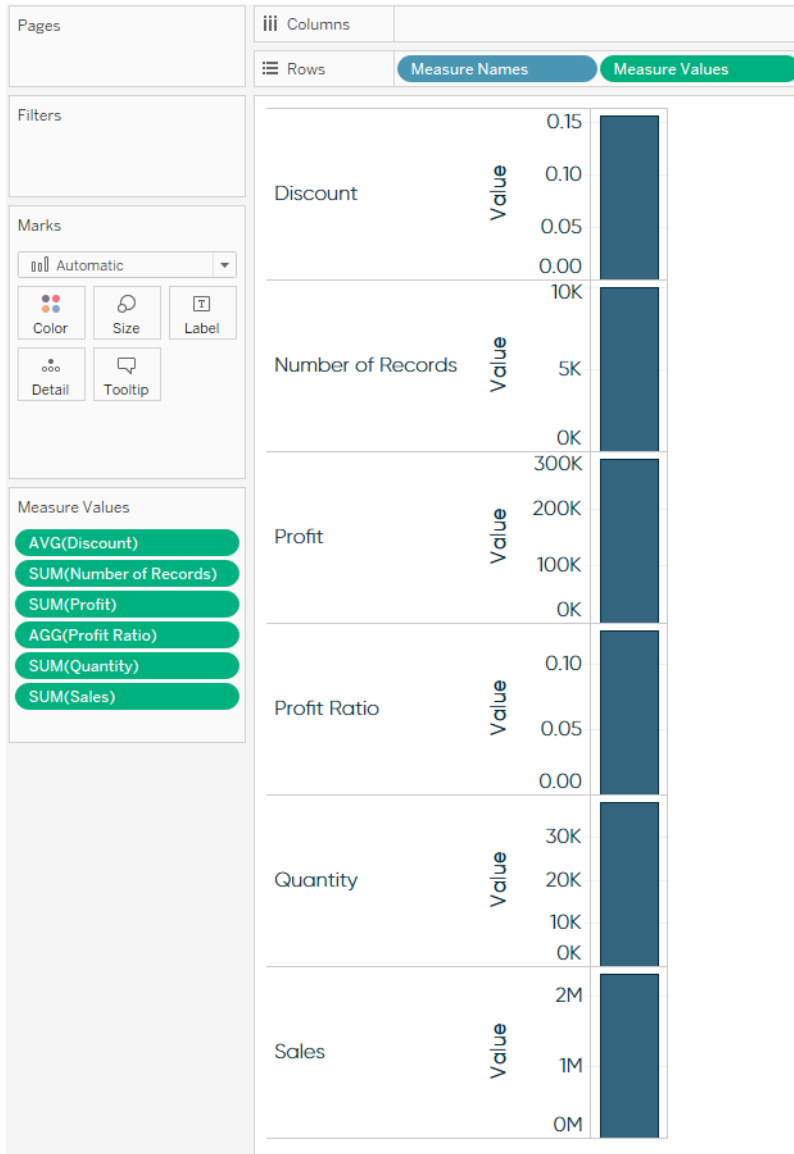 Pages
Columns
Rows
Measure Names
Measure Values
Filters
Marks
Automatic
Color
Size
Label
Detail
Tooltip
Measure Values
AVG(Discount)
SUM(Number of Records)
SUM(Profit)
AGG(Profit Ratio)
SUM(Quantity)
SUM(Sales)
Discount
Value
0.15
0.10
0.05
0.00
Number of Records
Value
10K
5K
0K
Profit
Value
300K
200K
100K
0K
Profit Ratio
Value
0.10
0.05
0.00
Quantity
Value
30K
20K
10K
0K
Sales
Value
2M
1M
0M